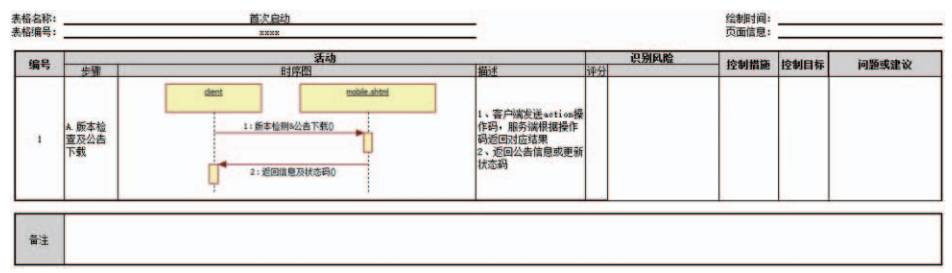 表格名称: 首次启动 绘制时间:
表格编号: xxxx 页面信息:
编号 活动 识别风险 控制措施 控制目标 问题或建议
步骤 时序图 描述 评分
client mobile.shtml
1 A.版本检查及公告下载
1:版本检测&公告下载()
2:返回信息及状态码()
1、客户端发送action操
作码,服务端根据操作
码返回对应结果
2、返回公告信息或更新
状态码
备注